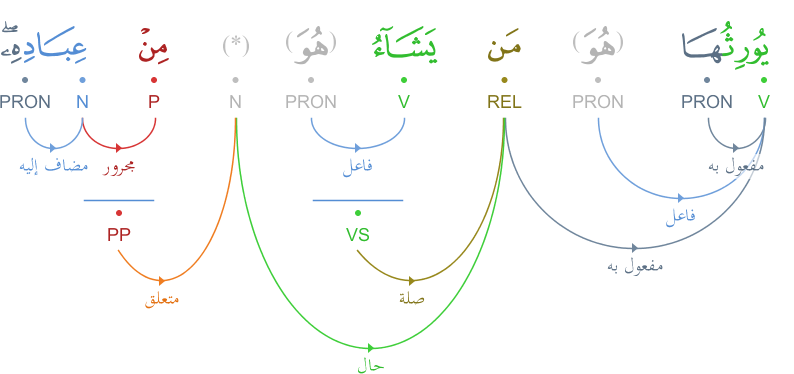 يُورِثُهَا (هُوَ) مَن يَشَآءُ (هُوَ) (*) مِنْ عِبَادِهِۦۖ
V PRON PRON REL V PRON N P N PRON
مفعول به فاعل مجرور مضاف إليه
فاعل
PP VS
مفعول به
متعلق صلة
حال